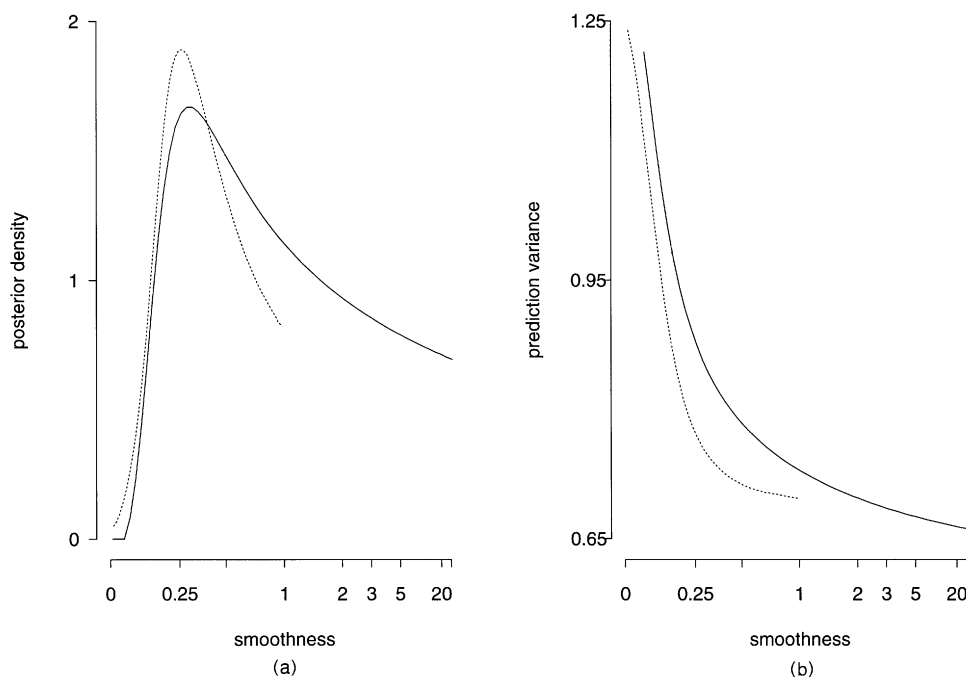 posterior density
2
1
0
0 0.25 1 2 3 5 20
smoothness
(a)
prediction variance
1.25
0.95
0.65
0 0.25 1 2 3 5 20
smoothness
(b)